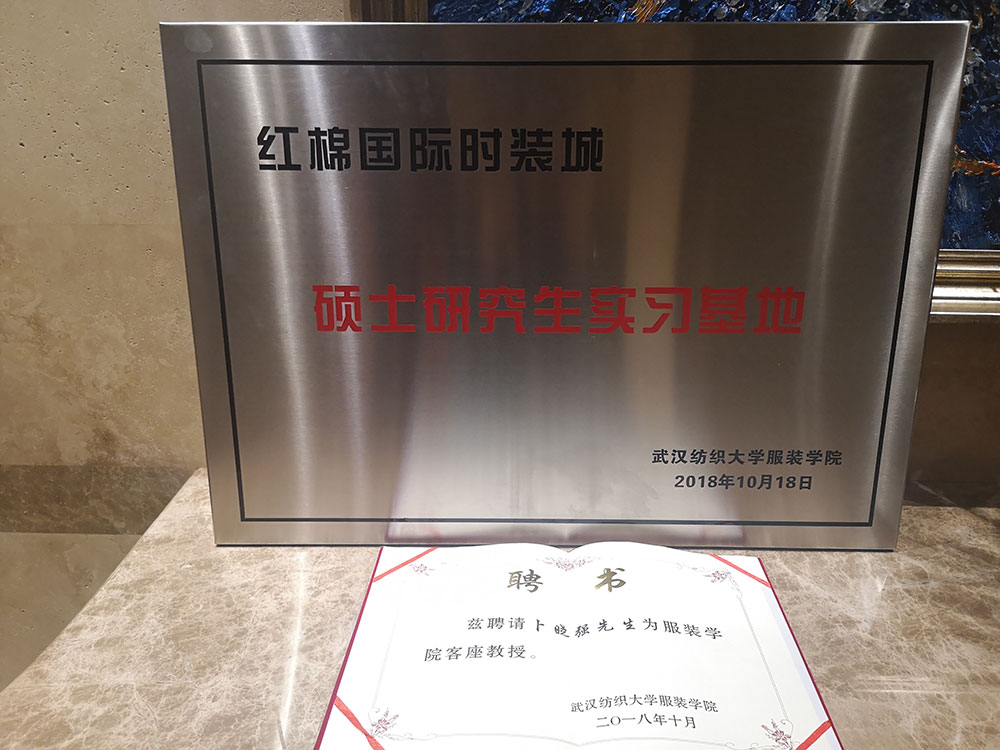 红棉国际时装城
硕士研究生实习基地
武汉纺织大学服装学院
2018年10月18日
聘书
兹聘请卜晓强先生为服装学
院客座教授。
武汉纺织大学服装学院
二〇一八年十月